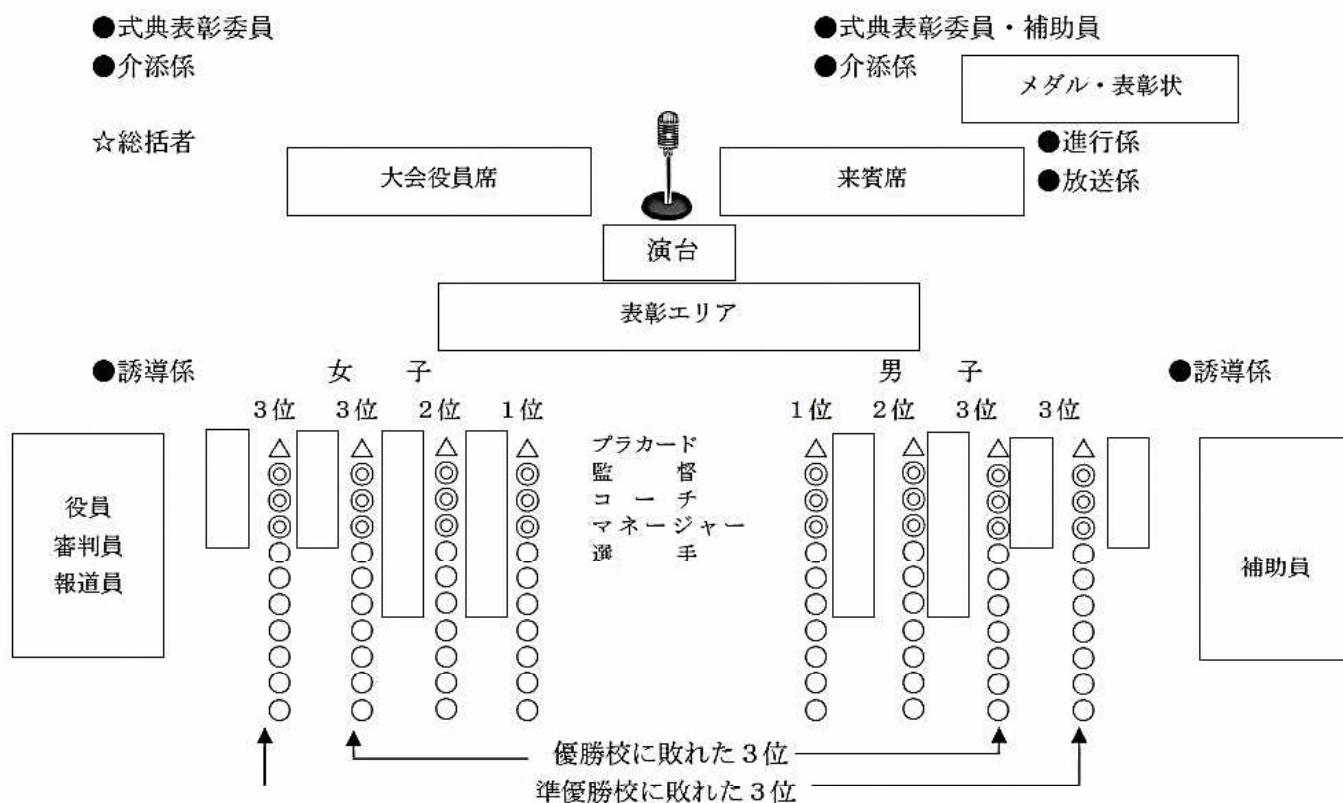 ●式典表彰委員
●式典表彰委員・補助員
●介添係
●介添係
メダル・表彰状
☆総括者
●進行係
大会役員席
来賓席
●放送係
演台
表彰エリア
●誘導係
女 子
男 子
●誘導係
3位 3位 2位 1位
1位 2位 3位 3位
プラカード
監 督
コ ー チ
マネージャー
選 手
役員
審判員
報道員
補助員
優勝校に敗れた3位
準優勝校に敗れた3位